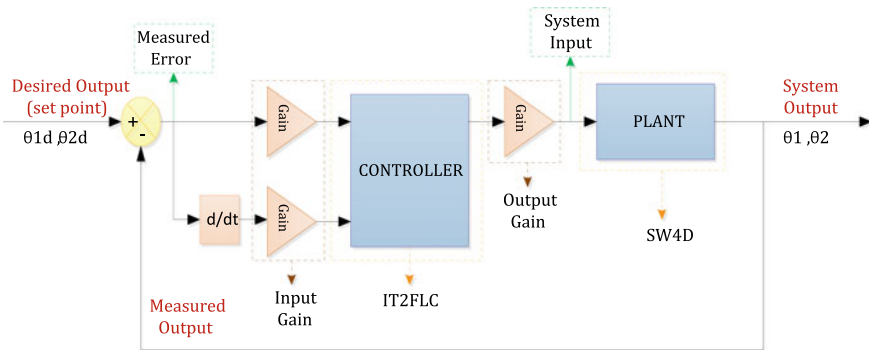 Measured
Error
System
Input
Desired Output
(set point)
θ1d ,θ2d
+
-
Gain
Gain
CONTROLLER
Gain
PLANT
System
Output
θ1 ,θ2
d/dt
Output
Gain
SW4D
Input
Gain
IT2FLC
Measured
Output